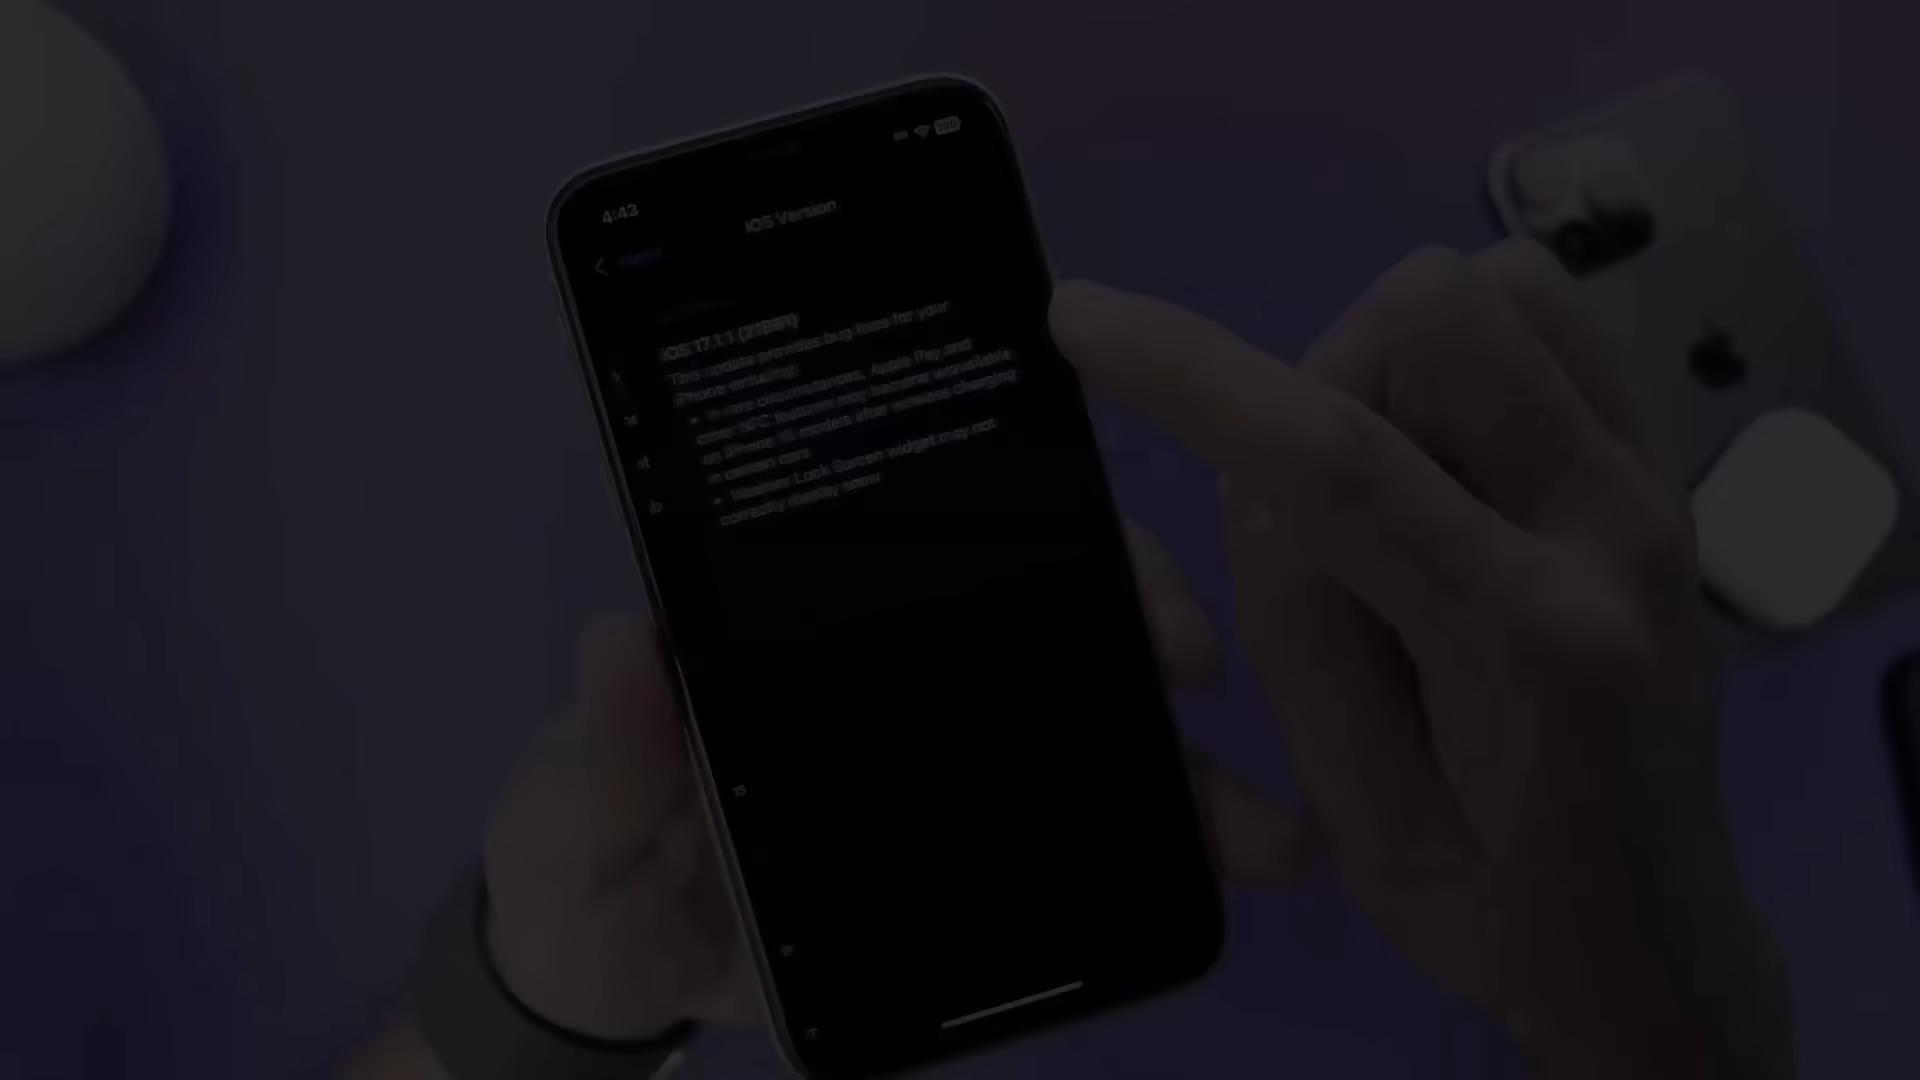 4:43
iOS Version
iOS 17.1.1 (21B91)
This update provides bug fixes for your
iPhone including:
• In rare circumstances, Apple Pay and
other NFC features may become unavailable
on iPhone 15 models after wireless charging
in certain cars
• Weather Lock Screen widget may not
correctly display snow